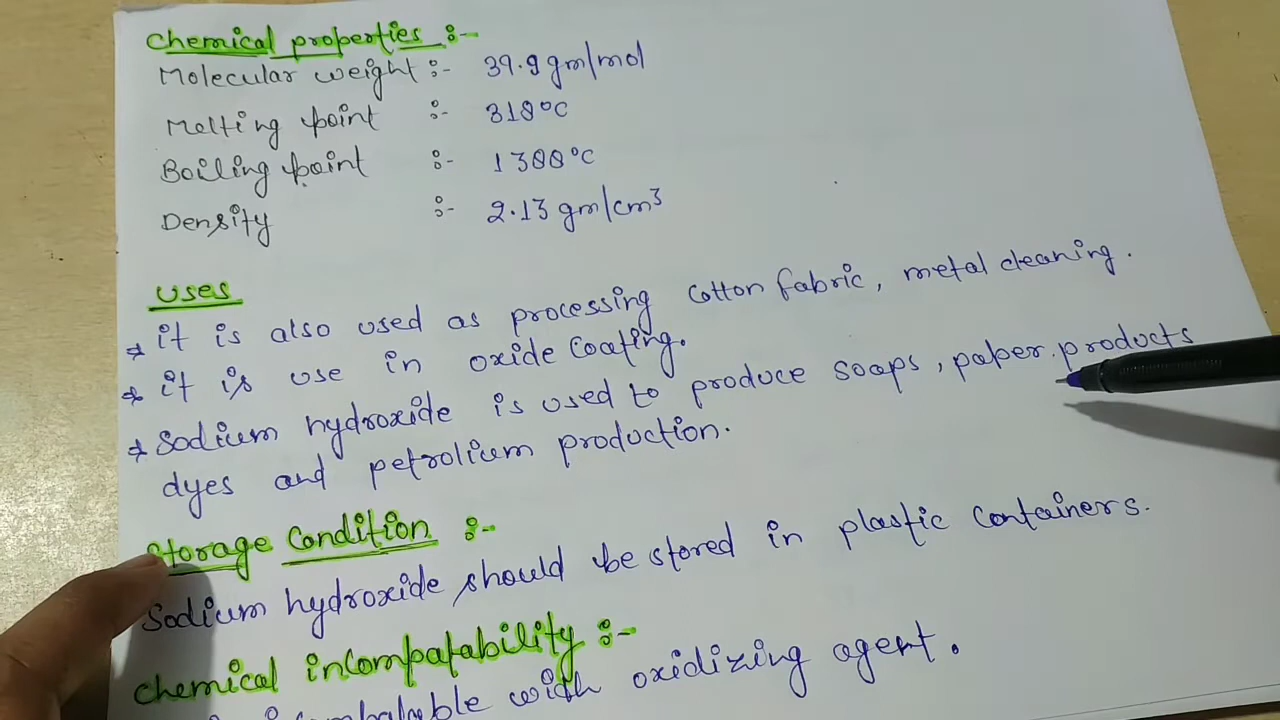 Chemical properties :-
Molecular weight :- 39.9 gm/mol
Melting point :- 318°C
Boiling point :- 1388°C
Density :- 2.13 gm/cm³
uses
* it is also used as processing cotton fabric, metal cleaning.
* it is use in oxide coating.
* sodium hydroxide is used to produce soaps, paper products
dyes and petrolium production.
Storage Condition :-
Sodium hydroxide should be stored in plastic containers.
Chemical incompatability :-
with oxidizing agent.